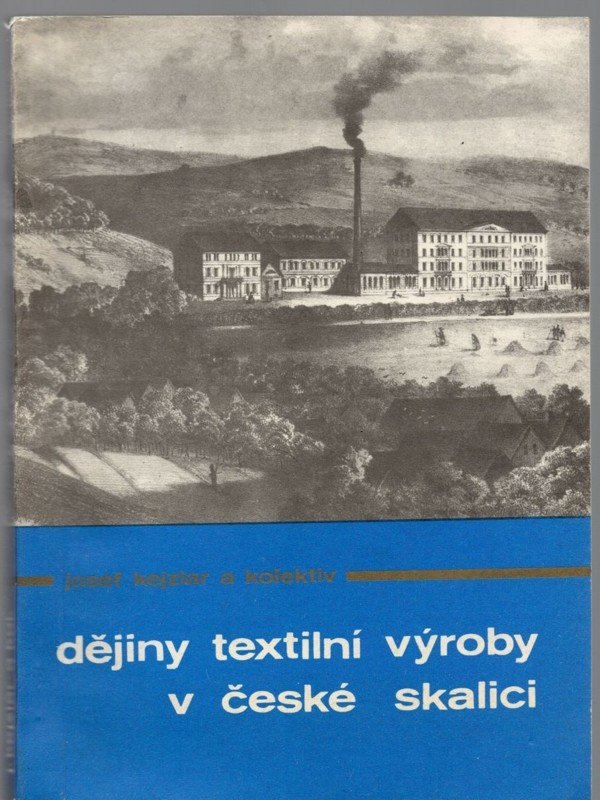 josef kejzlar a kolektiv
dějiny textilní výroby
v české skalici